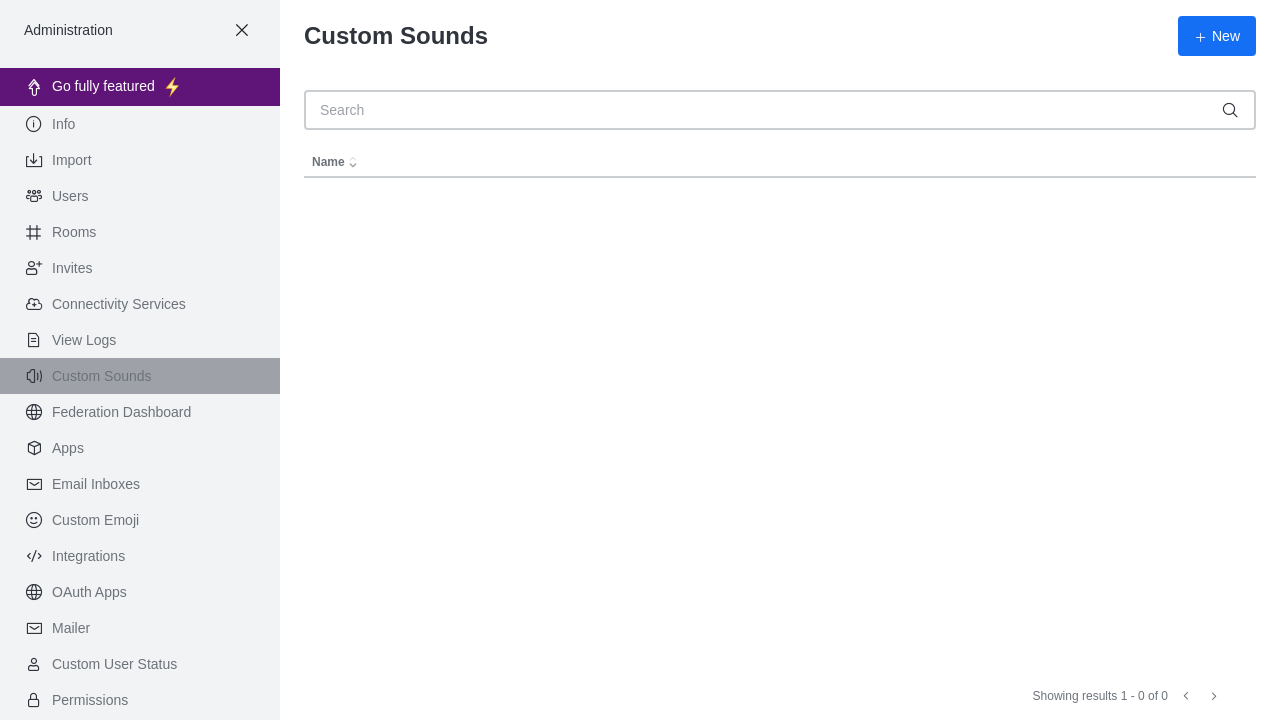 Administration
Go fully featured
Info
Import
Users
Rooms
Invites
Connectivity Services
View Logs
Custom Sounds
Federation Dashboard
Apps
Email Inboxes
Custom Emoji
Integrations
OAuth Apps
Mailer
Custom User Status
Permissions
Custom Sounds
New
Search
Name
Showing results 1 - 0 of 0